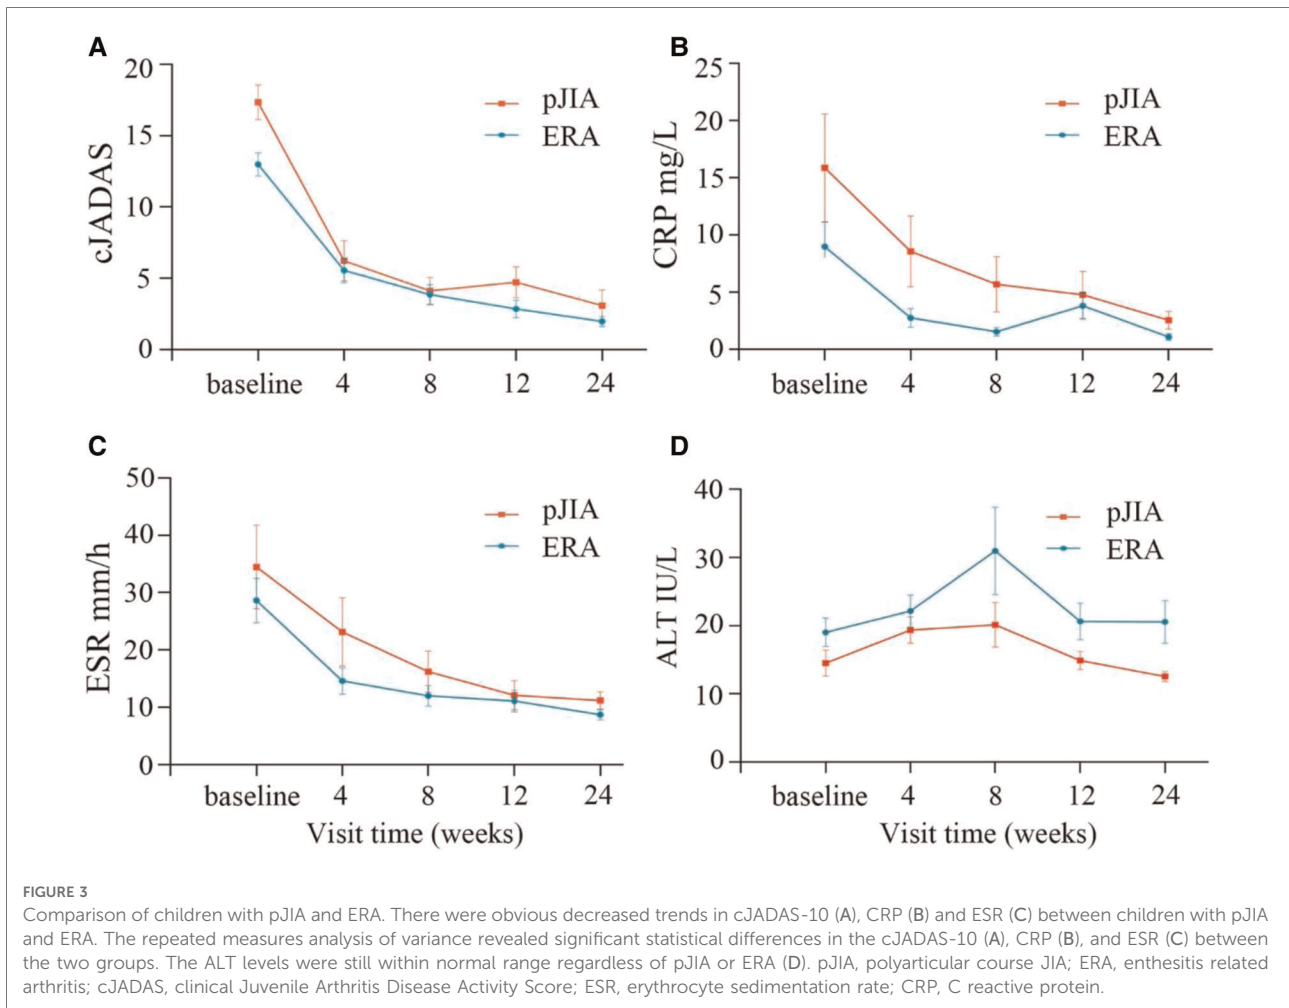 A
20
15
10
5
0
cJADAS
pJIA
ERA
baseline 4 8 12 24
B
25
20
15
10
5
0
CRP mg/L
pJIA
ERA
baseline 4 8 12 24
C
50
40
30
20
10
0
ESR mm/h
pJIA
ERA
baseline 4 8 12 24
Visit time (weeks)
D
40
30
20
10
0
ALT IU/L
pJIA
ERA
baseline 4 8 12 24
Visit time (weeks)
FIGURE 3
Comparison of children with pJIA and ERA. There were obvious decreased trends in cJADAS-10 (A), CRP (B) and ESR (C) between children with pJIA
and ERA. The repeated measures analysis of variance revealed significant statistical differences in the cJADAS-10 (A), CRP (B), and ESR (C) between
the two groups. The ALT levels were still within normal range regardless of pJIA or ERA (D). pJIA, polyarticular course JIA; ERA, enthesitis related
arthritis; cJADAS, clinical Juvenile Arthritis Disease Activity Score; ESR, erythrocyte sedimentation rate; CRP, C reactive protein.